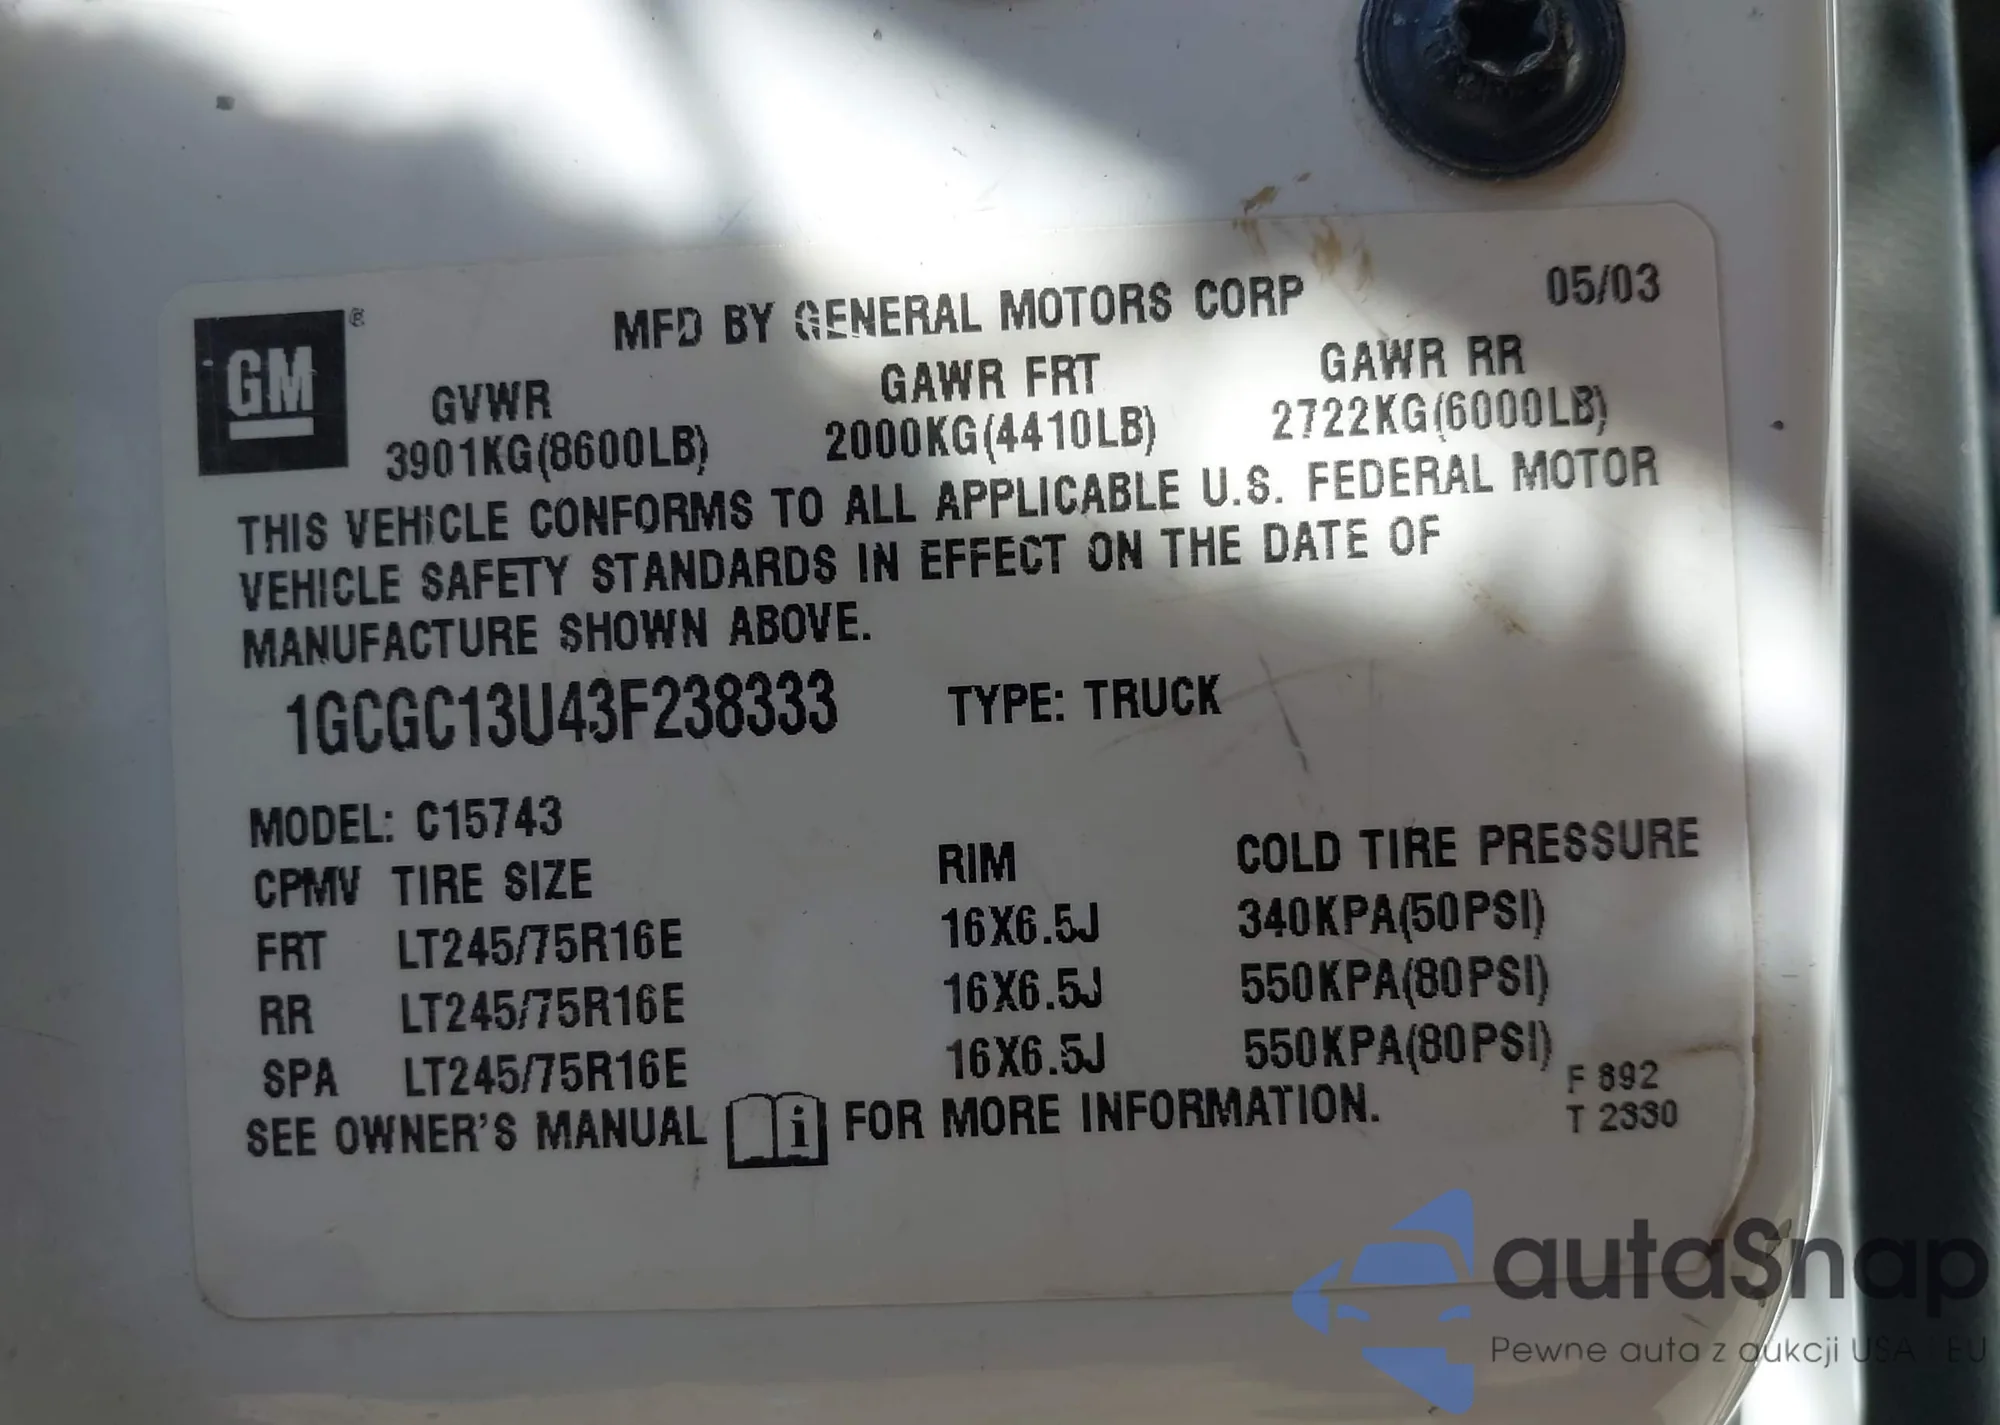 MFD BY GENERAL MOTORS CORP 05/03
GM ®
GVWR GAWR FRT GAWR RR
3901KG(8600LB) 2000KG(4410LB) 2722KG(6000LB)
THIS VEHICLE CONFORMS TO ALL APPLICABLE U.S. FEDERAL MOTOR
VEHICLE SAFETY STANDARDS IN EFFECT ON THE DATE OF
MANUFACTURE SHOWN ABOVE.
1GCGC13U43F238333 TYPE: TRUCK
MODEL: C15743
CPMV TIRE SIZE RIM COLD TIRE PRESSURE
FRT LT245/75R16E 16X6.5J 340KPA(50PSI)
RR LT245/75R16E 16X6.5J 550KPA(80PSI)
SPA LT245/75R16E 16X6.5J 550KPA(80PSI)
SEE OWNER'S MANUAL i FOR MORE INFORMATION.
F 892
T 2330
autaSnap
Pewne auta z aukcji USA EU